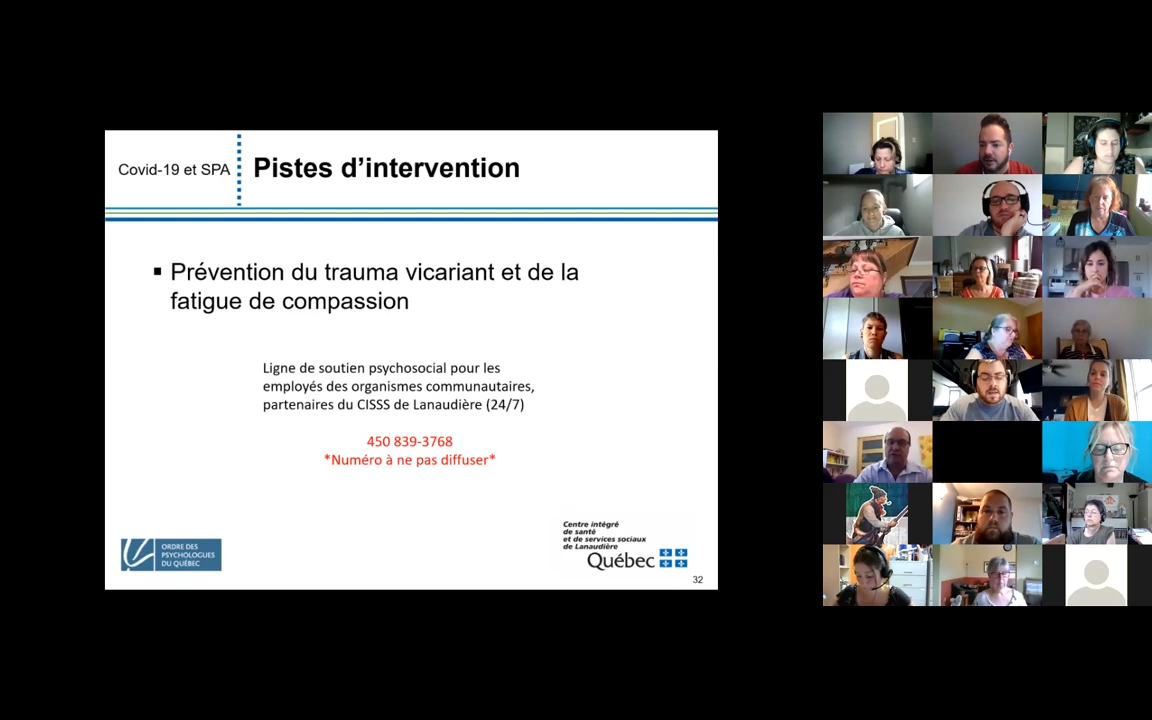 Covid-19 et SPA
Pistes d’intervention
▪ Prévention du trauma vicariant et de la
fatigue de compassion
Ligne de soutien psychosocial pour les
employés des organismes communautaires,
partenaires du CISSS de Lanaudière (24/7)
450 839-3768
*Numéro à ne pas diffuser*
ORDRE DES
PSYCHOLOGUES
DU QUÉBEC
Centre intégré
de santé
et de services sociaux
de Lanaudière
Québec
32